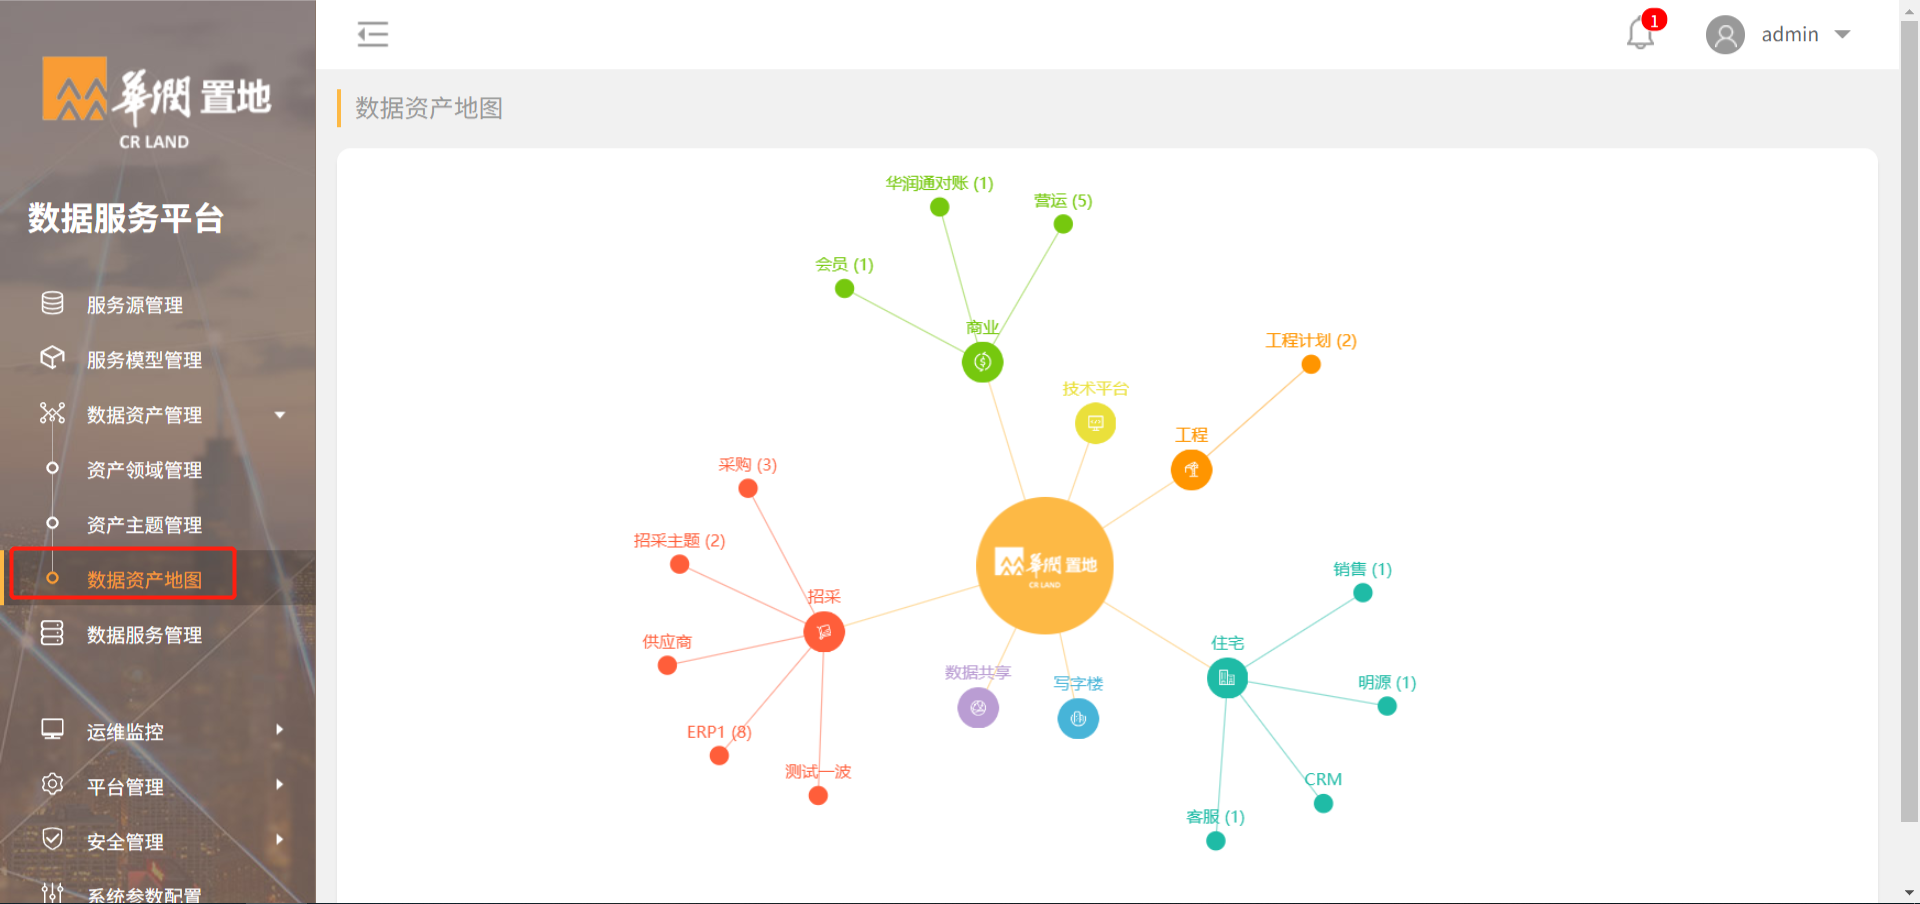 華潤置地
CR LAND
数据服务平台
服务源管理
服务模型管理
数据资产管理
资产领域管理
资产主题管理
数据资产地图
数据服务管理
运维监控
平台管理
安全管理
系统参数配置
1
admin
数据资产地图
华润通对账 (1)
营运 (5)
会员 (1)
商业
工程计划 (2)
技术平台
工程
采购 (3)
招采主题 (2)
華潤置地
CR LAND
销售 (1)
招采
供应商
住宅
数据共享
写字楼
明源 (1)
ERP1 (8)
测试一波
CRM
客服 (1)